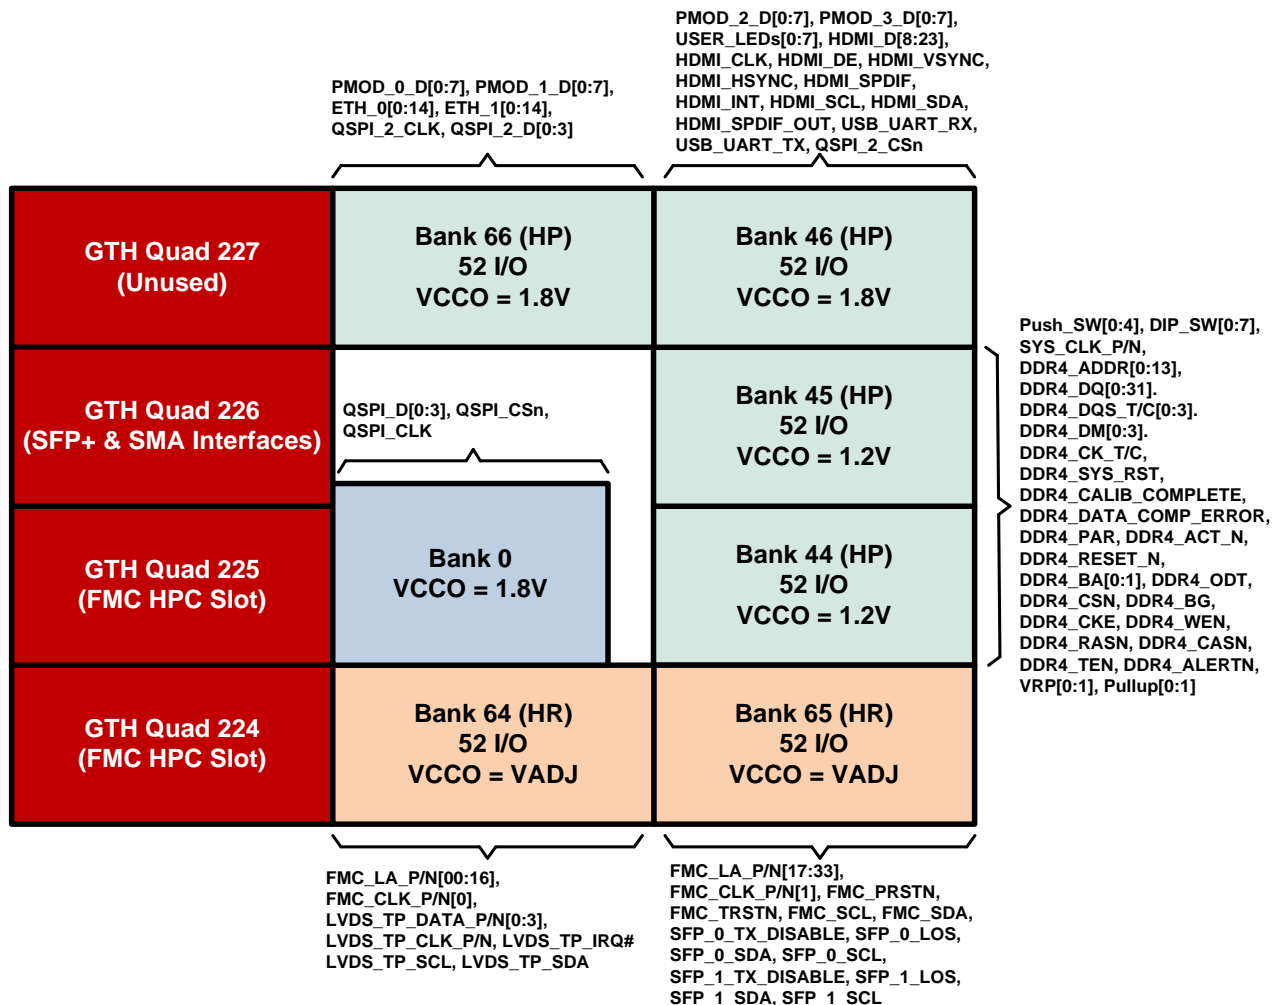 PMOD_2_D[0:7], PMOD_3_D[0:7],
USER_LEDs[0:7], HDMI_D[8:23],
HDMI_CLK, HDMI_DE, HDMI_VSYNC,
HDMI_HSYNC, HDMI_SPDIF,
HDMI_INT, HDMI_SCL, HDMI_SDA,
HDMI_SPDIF_OUT, USB_UART_RX,
USB_UART_TX, QSPI_2_CSn
PMOD_0_D[0:7], PMOD_1_D[0:7],
ETH_0[0:14], ETH_1[0:14],
QSPI_2_CLK, QSPI_2_D[0:3]
GTH Quad 227
(Unused)
Bank 66 (HP)
52 I/O
VCCO = 1.8V
Bank 46 (HP)
52 I/O
VCCO = 1.8V
GTH Quad 226
(SFP+ & SMA Interfaces)
QSPI_D[0:3], QSPI_CSn,
QSPI_CLK
Bank 45 (HP)
52 I/O
VCCO = 1.2V
GTH Quad 225
(FMC HPC Slot)
Bank 0
VCCO = 1.8V
Bank 44 (HP)
52 I/O
VCCO = 1.2V
Push_SW[0:4], DIP_SW[0:7],
SYS_CLK_P/N,
DDR4_ADDR[0:13],
DDR4_DQ[0:31].
DDR4_DQS_T/C[0:3].
DDR4_DM[0:3].
DDR4_CK_T/C,
DDR4_SYS_RST,
DDR4_CALIB_COMPLETE,
DDR4_DATA_COMP_ERROR,
DDR4_PAR, DDR4_ACT_N,
DDR4_RESET_N,
DDR4_BA[0:1], DDR4_ODT,
DDR4_CSN, DDR4_BG,
DDR4_CKE, DDR4_WEN,
DDR4_RASN, DDR4_CASN,
DDR4_TEN, DDR4_ALERTN,
VRP[0:1], Pullup[0:1]
GTH Quad 224
(FMC HPC Slot)
Bank 64 (HR)
52 I/O
VCCO = VADJ
Bank 65 (HR)
52 I/O
VCCO = VADJ
FMC_LA_P/N[00:16],
FMC_CLK_P/N[0],
LVDS_TP_DATA_P/N[0:3],
LVDS_TP_CLK_P/N, LVDS_TP_IRQ#
LVDS_TP_SCL, LVDS_TP_SDA
FMC_LA_P/N[17:33],
FMC_CLK_P/N[1], FMC_PRSTN,
FMC_TRSTN, FMC_SCL, FMC_SDA,
SFP_0_TX_DISABLE, SFP_0_LOS,
SFP_0_SDA, SFP_0_SCL,
SFP_1_TX_DISABLE, SFP_1_LOS,
SFP_1_SDA, SFP_1_SCL